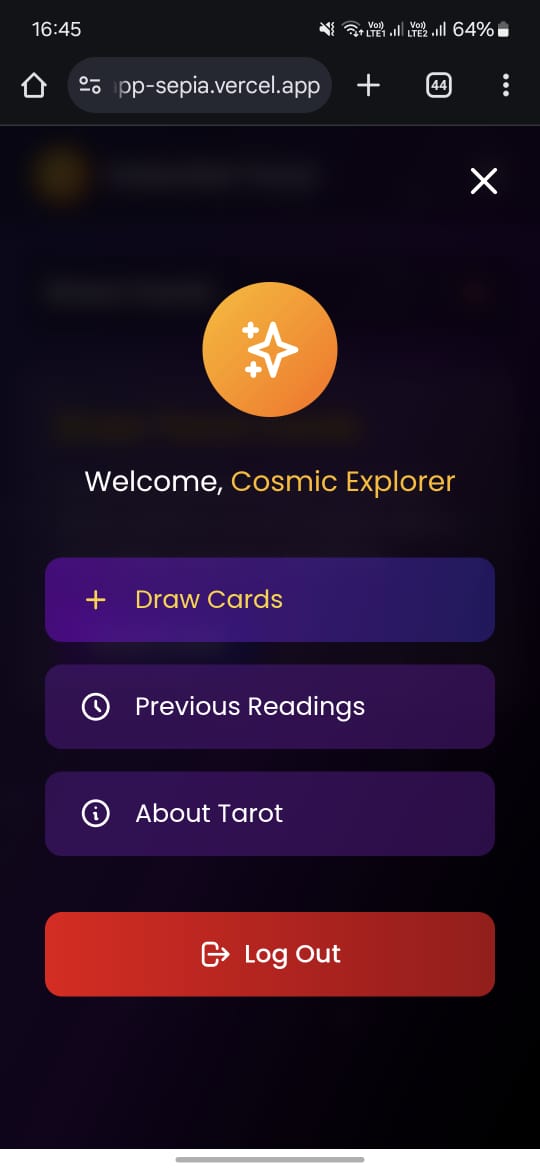 16:45
Vo)) LTE1 Vo)) LTE2 64%
pp-sepia.vercel.app
44
Welcome, Cosmic Explorer
Draw Cards
Previous Readings
About Tarot
Log Out